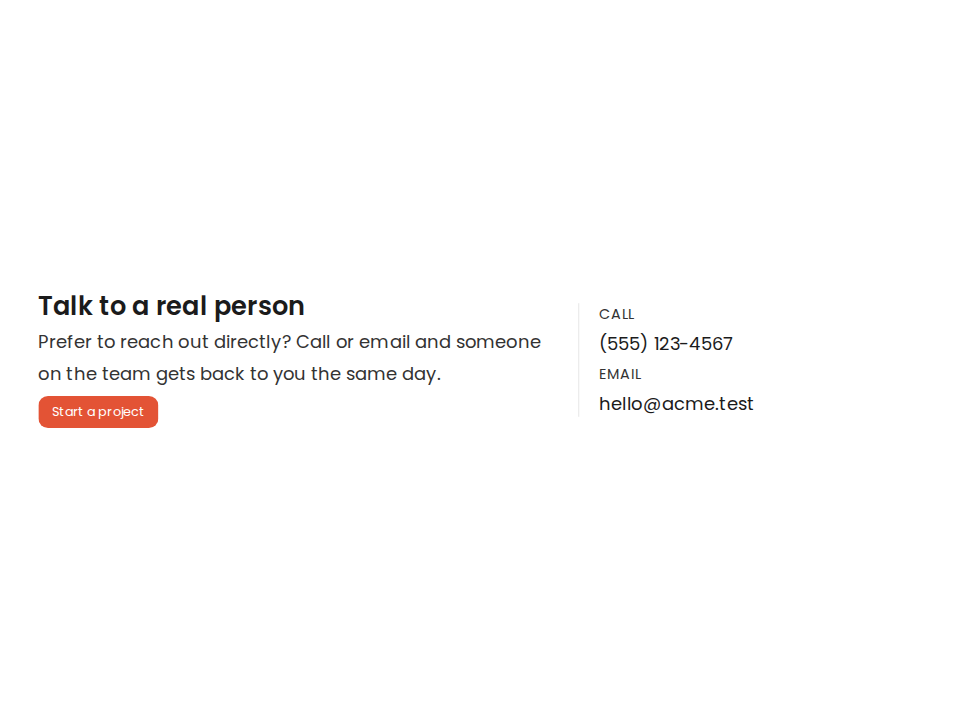 Talk to a real person
Prefer to reach out directly? Call or email and someone
on the team gets back to you the same day.
Start a project
CALL
(555) 123-4567
EMAIL
hello@acme.test